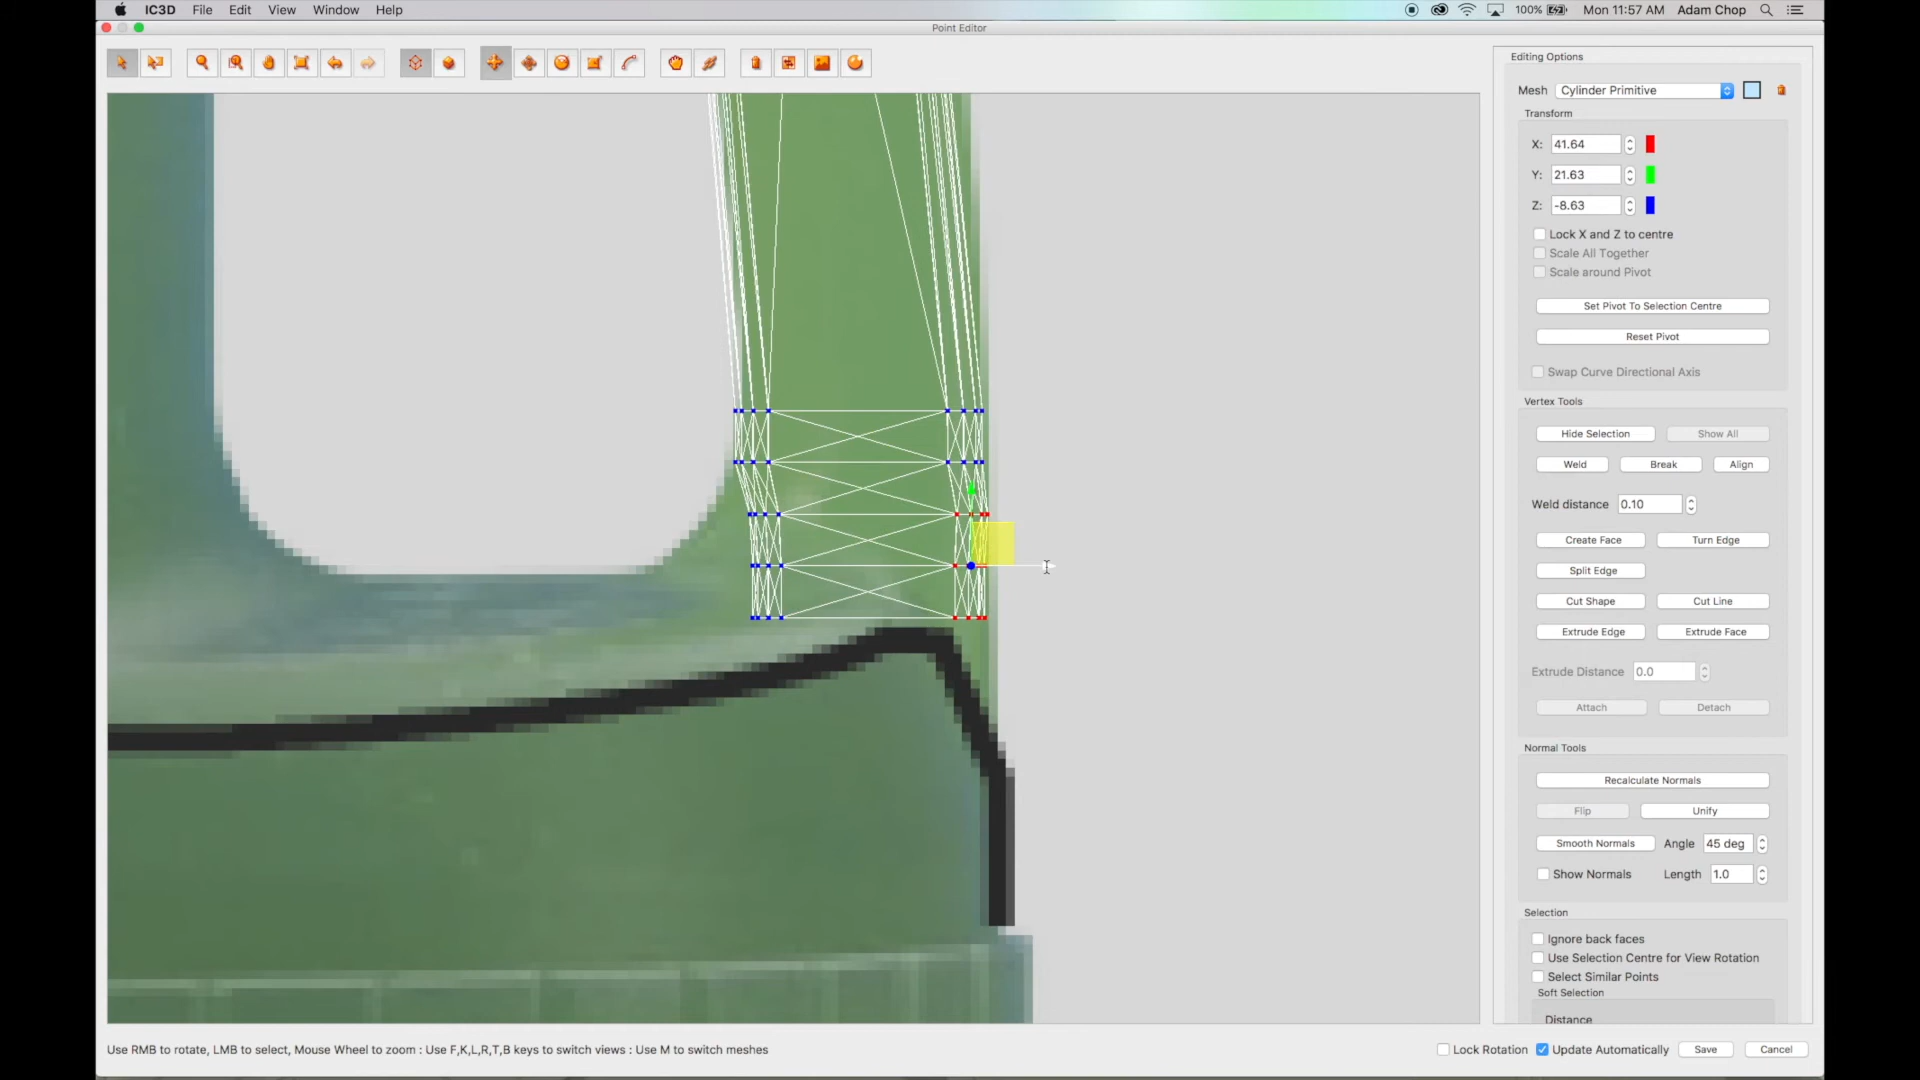 IC3D File Edit View Window Help 100% Mon 11:57 AM Adam Chop
Point Editor
Editing Options
Mesh Cylinder Primitive
Transform
X: 41.64
Y: 21.63
Z: -8.63
Lock X and Z to centre
Scale All Together
Scale around Pivot
Set Pivot To Selection Centre
Reset Pivot
Swap Curve Directional Axis
Vertex Tools
Hide Selection Show All
Weld Break Align
Weld distance 0.10
Create Face Turn Edge
Split Edge
Cut Shape Cut Line
Extrude Edge Extrude Face
Extrude Distance 0.0
Attach Detach
Normal Tools
Recalculate Normals
Flip Unify
Smooth Normals Angle 45 deg
Show Normals Length 1.0
Selection
Ignore back faces
Use Selection Centre for View Rotation
Select Similar Points
Soft Selection
Distance
Use RMB to rotate, LMB to select, Mouse Wheel to zoom : Use F,K,L,R,T,B keys to switch views : Use M to switch meshes Lock Rotation Update Automatically Save Cancel